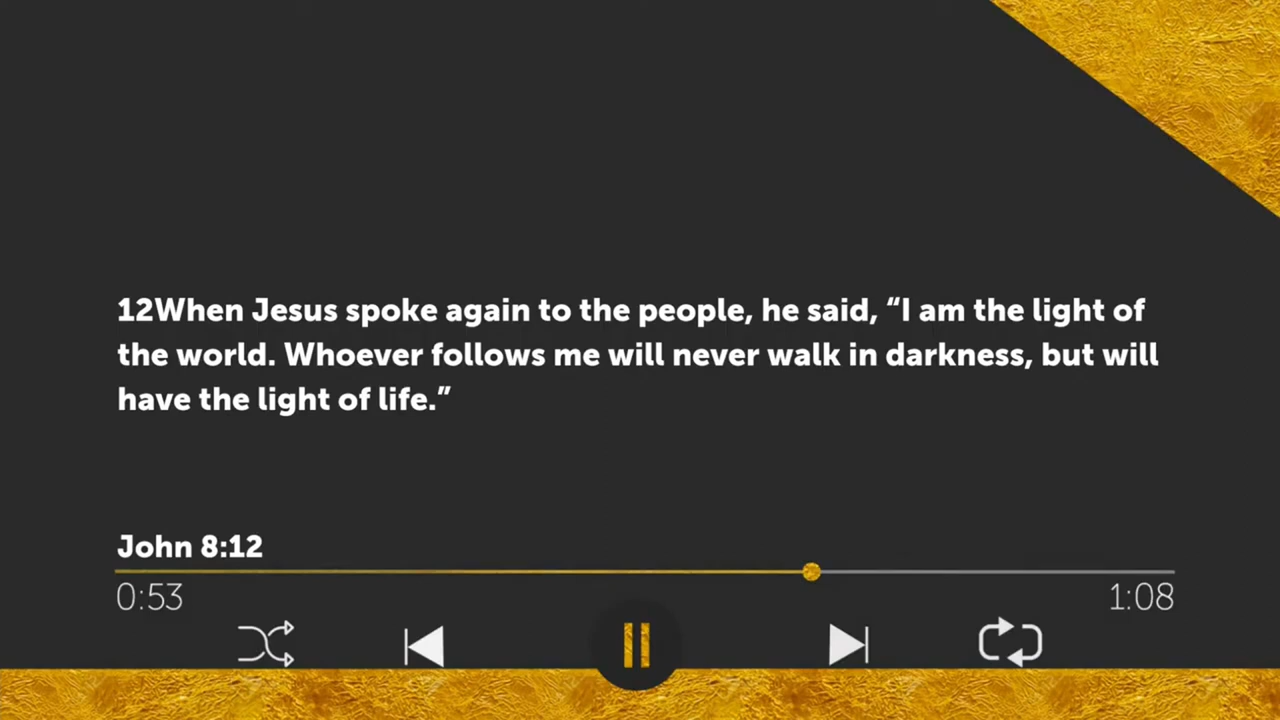 12When Jesus spoke again to the people, he said, “I am the light of
the world. Whoever follows me will never walk in darkness, but will
have the light of life.”
John 8:12
0:53
1:08